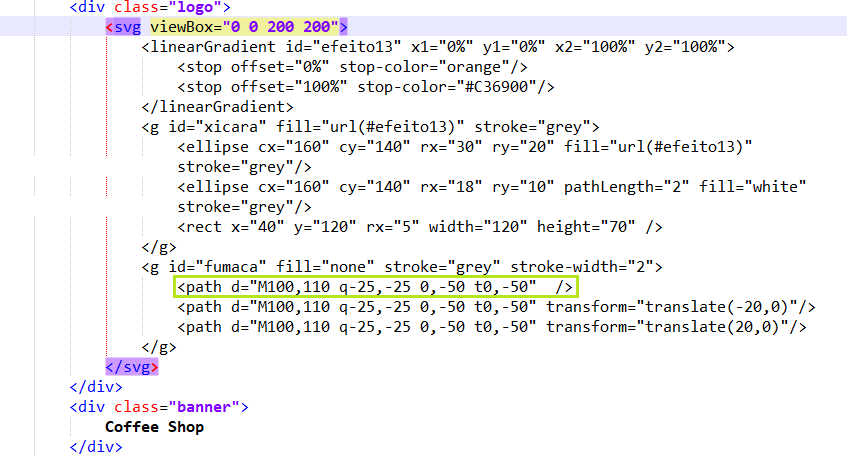 <div class="logo">
<svg viewBox="0 0 200 200">
<linearGradient id="efeito13" x1="0%" y1="0%" x2="100%" y2="100%">
<stop offset="0%" stop-color="orange"/>
<stop offset="100%" stop-color="#C36900"/>
</linearGradient>
<g id="xicara" fill="url(#efeito13)" stroke="grey">
<ellipse cx="160" cy="140" rx="30" ry="20" fill="url(#efeito13)"
stroke="grey"/>
<ellipse cx="160" cy="140" rx="18" ry="10" pathLength="2" fill="white"
stroke="grey"/>
<rect x="40" y="120" rx="5" width="120" height="70" />
</g>
<g id="fumaca" fill="none" stroke="grey" stroke-width="2">
<path d="M100,110 q-25,-25 0,-50 t0,-50"  />
<path d="M100,110 q-25,-25 0,-50 t0,-50" transform="translate(-20,0)"/>
<path d="M100,110 q-25,-25 0,-50 t0,-50" transform="translate(20,0)"/>
</g>
</svg>
</div>
<div class="banner">
Coffee Shop
</div>